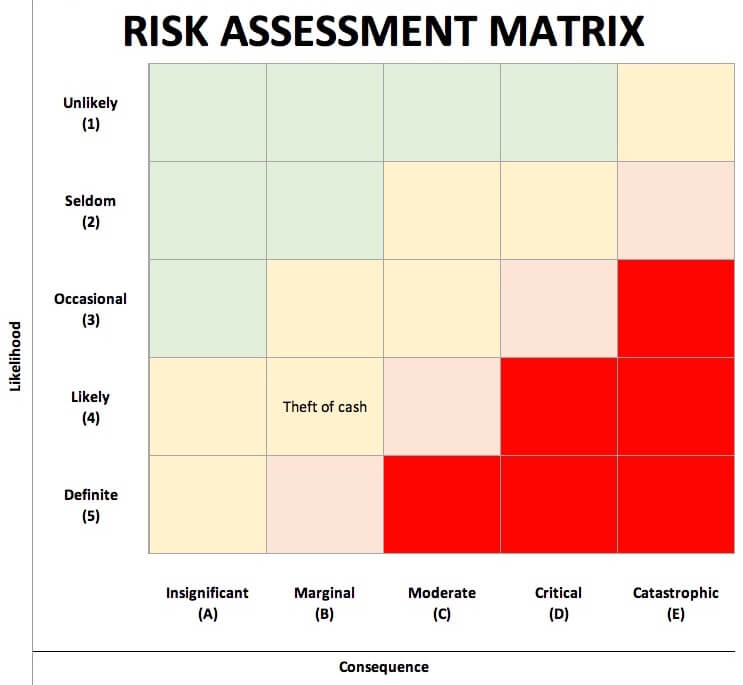 RISK ASSESSMENT MATRIX
Unlikely
(1)
Seldom
(2)
Occasional
(3)
Likelihood
Likely
(4)
Theft of cash
Definite
(5)
Insignificant
(A)
Marginal
(B)
Moderate
(C)
Critical
(D)
Catastrophic
(E)
Consequence